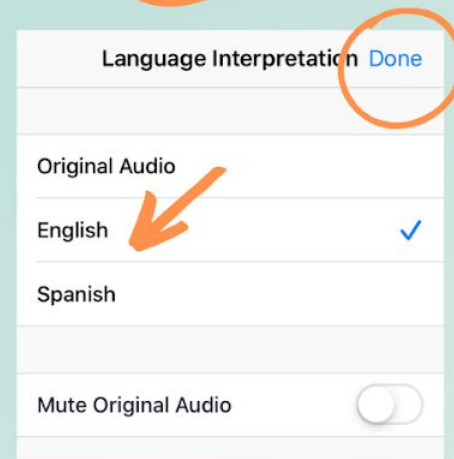 Language Interpretation Done
Original Audio
English
Spanish
Mute Original Audio